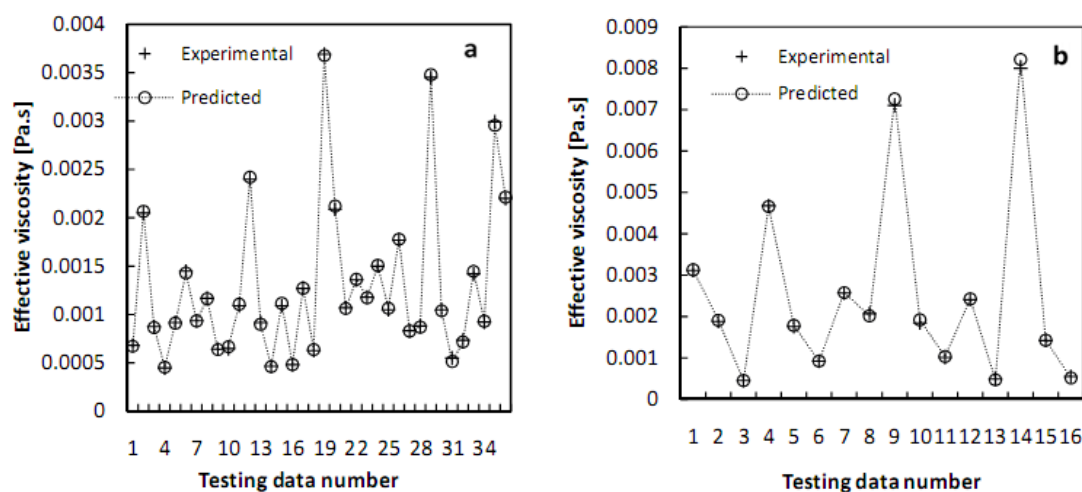 a
Experimental
Predicted
Effective viscosity [Pa.s]
0.004
0.0035
0.003
0.0025
0.002
0.0015
0.001
0.0005
0
1 4 7 10 13 16 19 22 25 28 31 34
Testing data number
b
Experimental
Predicted
Effective viscosity [Pa.s]
0.009
0.008
0.007
0.006
0.005
0.004
0.003
0.002
0.001
0
1 2 3 4 5 6 7 8 9 10 11 12 13 14 15 16
Testing data number